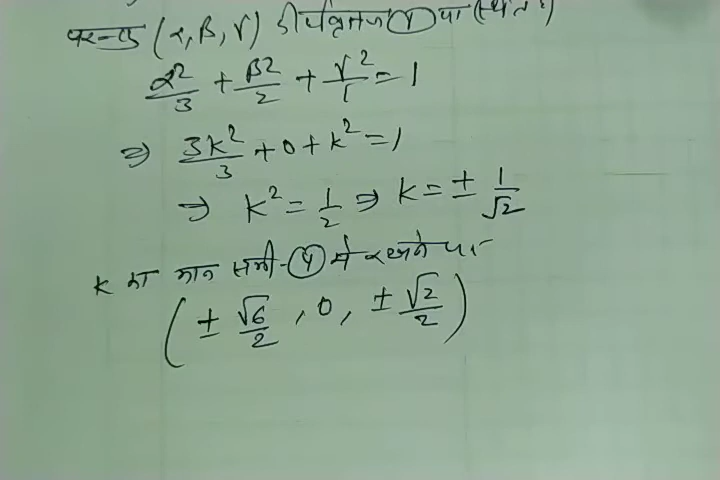 परन्तु (α, β, γ) दीर्घवृत्तज ① पर स्थित है
α²/3 + β²/2 + γ²/1 = 1
⇒ 3k²/3 + 0 + k² = 1
⇒ k² = 1/2 ⇒ k = ± 1/√2
k का मान समी. ④ में रखने पर
(± √6/2, 0, ± √2/2)